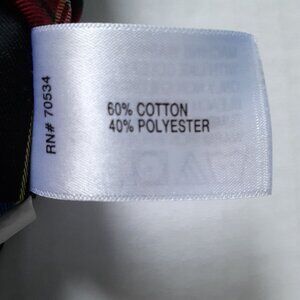 RN# 70534
60% COTTON
40% POLYESTER